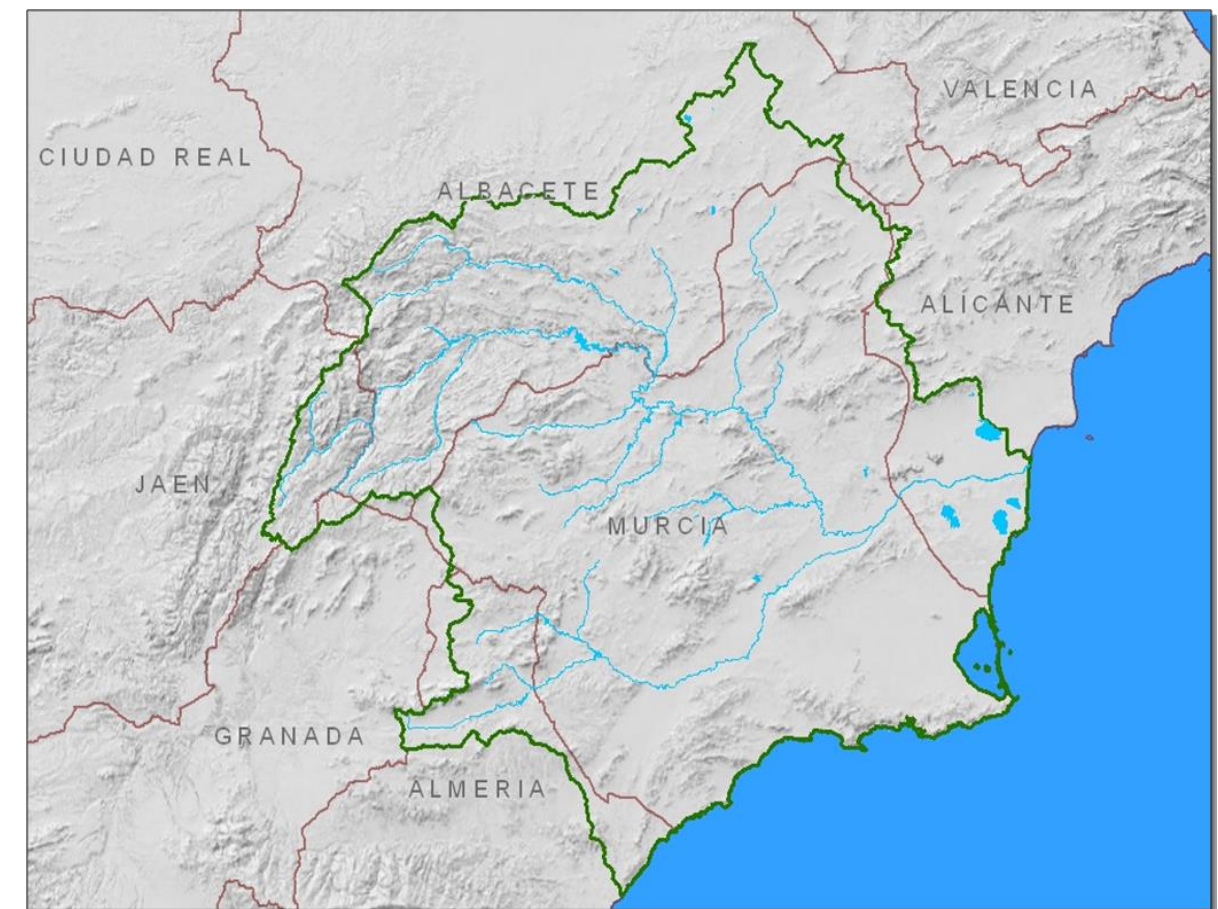 VALENCIA
CIUDAD REAL
ALBACETE
ALICANTE
JAEN
MURCIA
GRANADA
ALMERIA